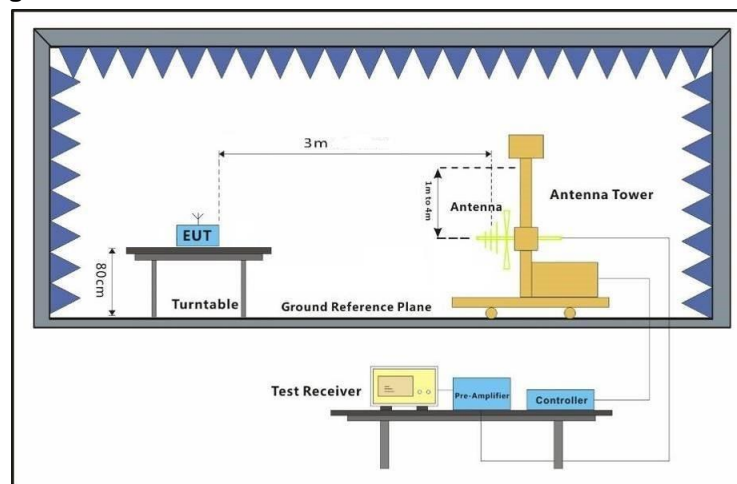 3m
1m to 4m
Antenna
Antenna Tower
EUT
80cm
Turntable
Ground Reference Plane
Test Receiver
Pre-Amplifier
Controller